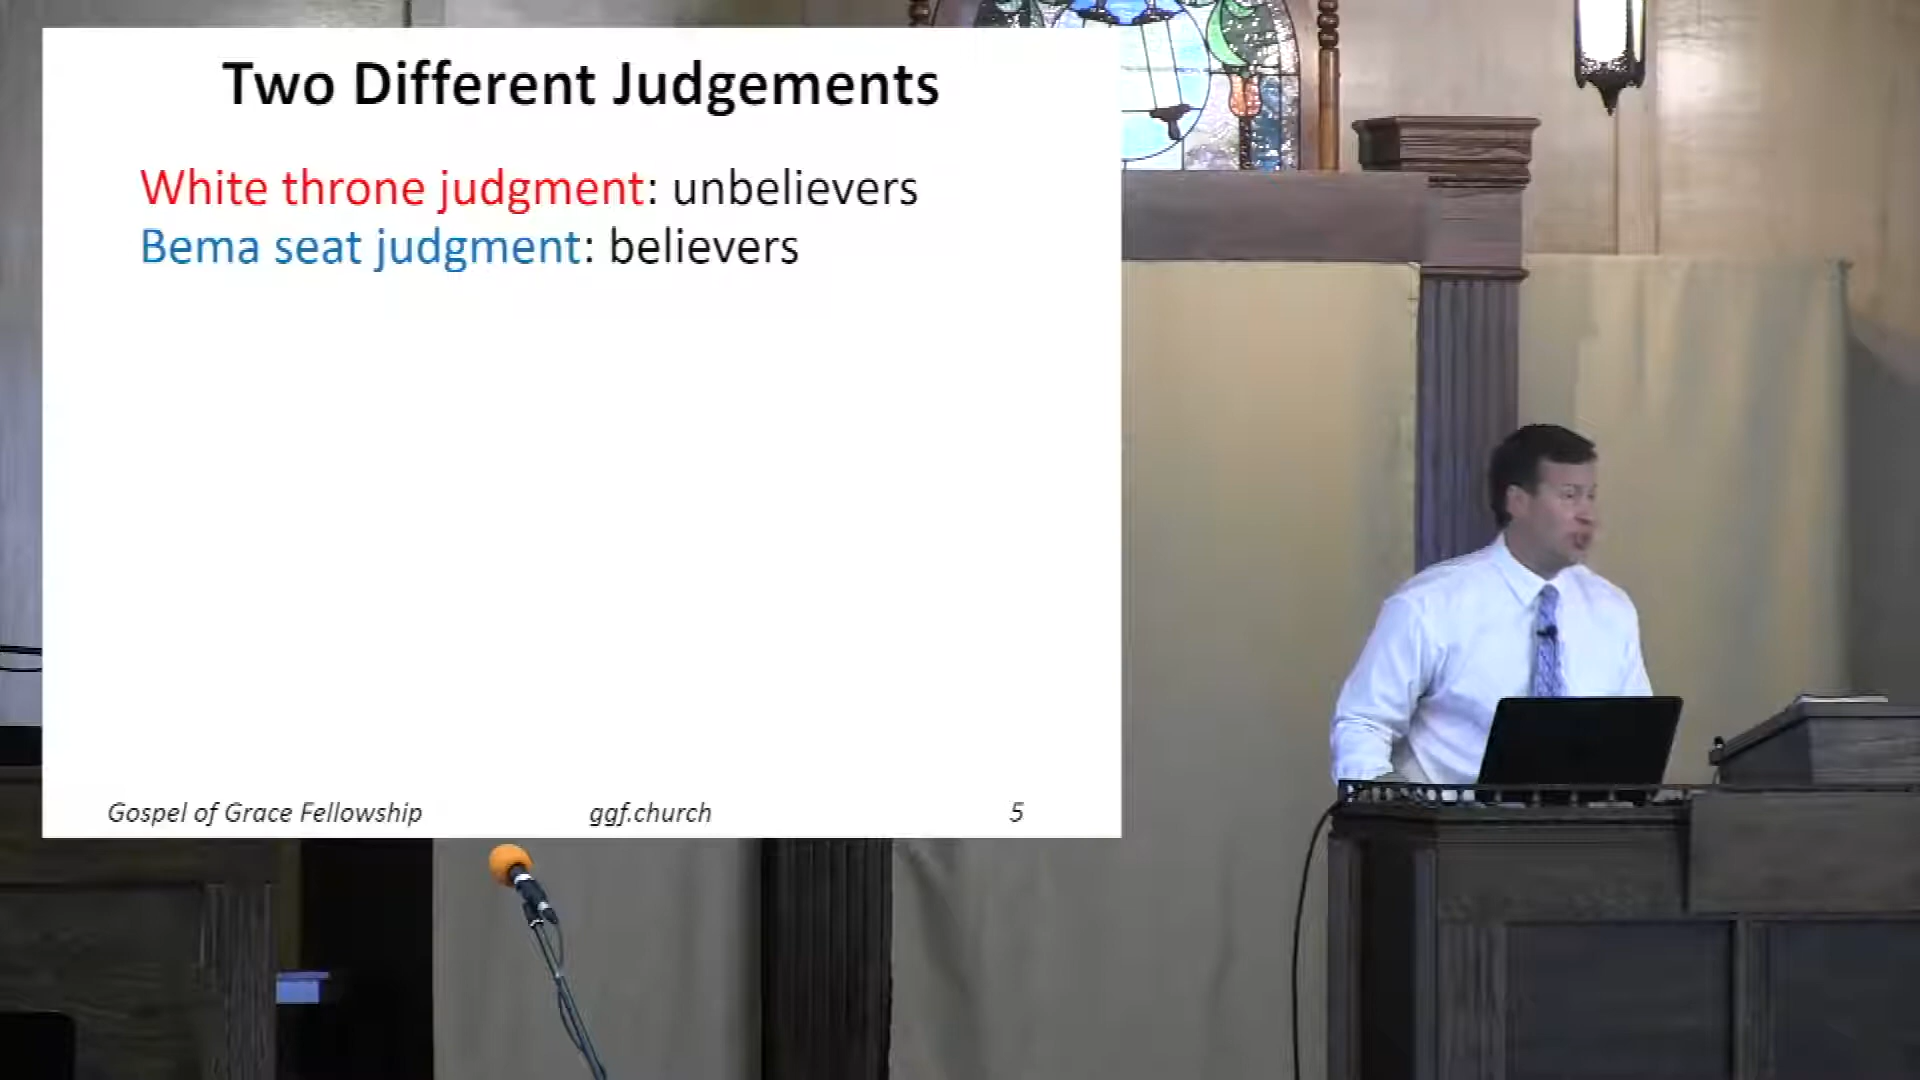 Two Different Judgements
White throne judgment: unbelievers
Bema seat judgment: believers
Gospel of Grace Fellowship ggf.church 5